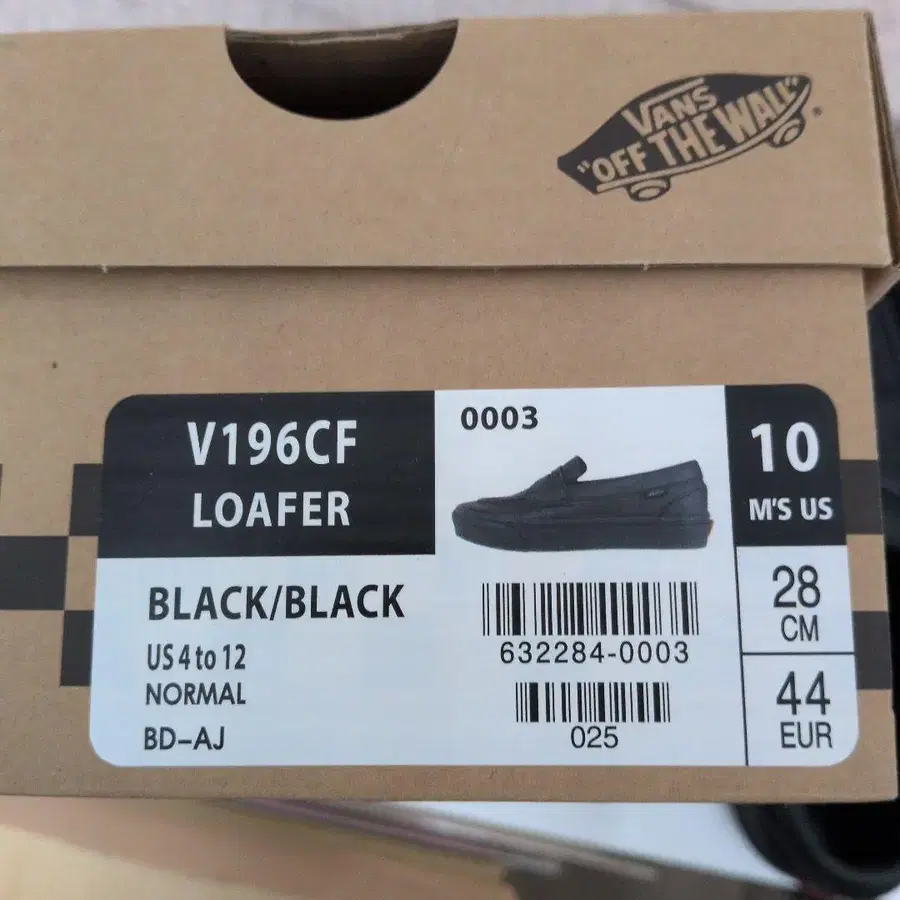 VANS
"OFF THE WALL"
V196CF
LOAFER
0003
10
M'S US
BLACK/BLACK
US 4 to 12
NORMAL
BD-AJ
632284-0003
025
28
CM
44
EUR